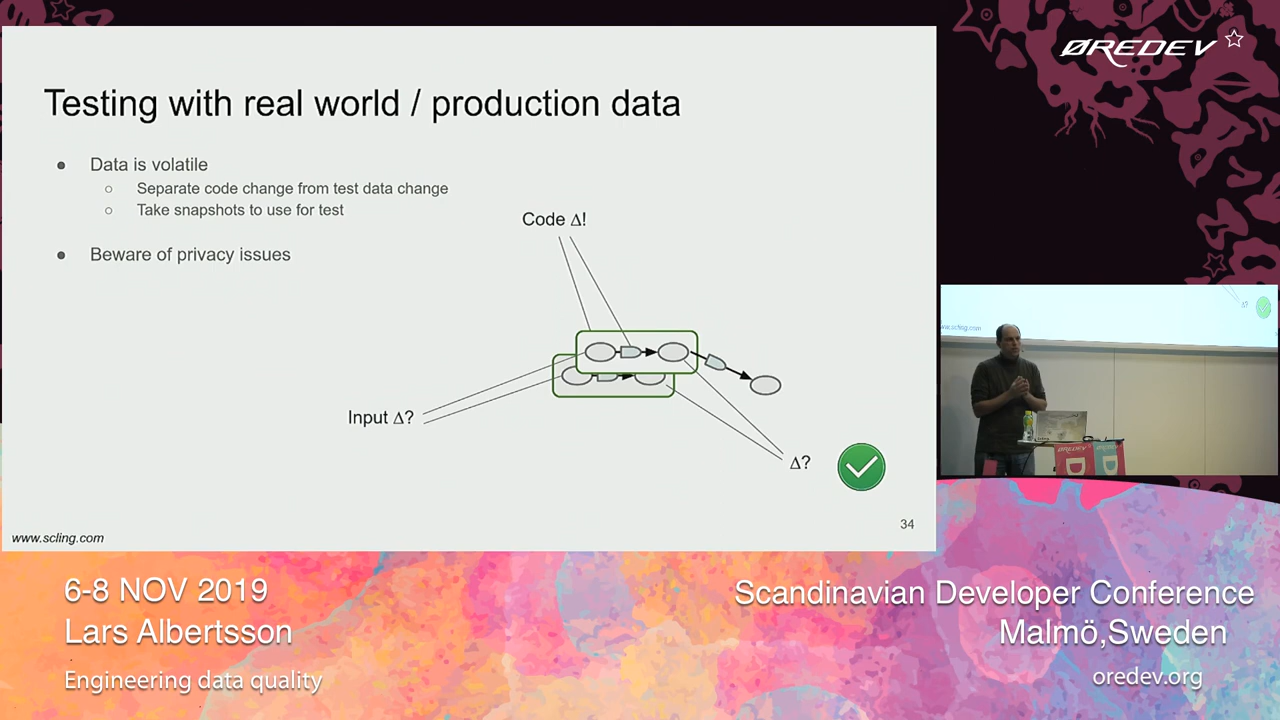 Testing with real world / production data
● Data is volatile
○ Separate code change from test data change
○ Take snapshots to use for test
● Beware of privacy issues
Code Δ!
Input Δ?
Δ?
34
www.scling.com
ØREDEV
6-8 NOV 2019
Lars Albertsson
Engineering data quality
Scandinavian Developer Conference
Malmö,Sweden
oredev.org